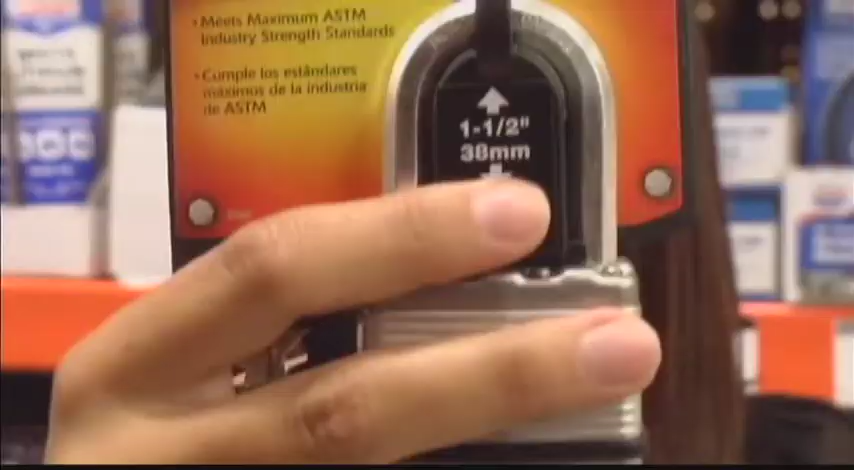 • Meets Maximum ASTM
Industry Strength Standards
• Cumple los estándares
máximos de la industria
de ASTM
1-1/2"
38mm